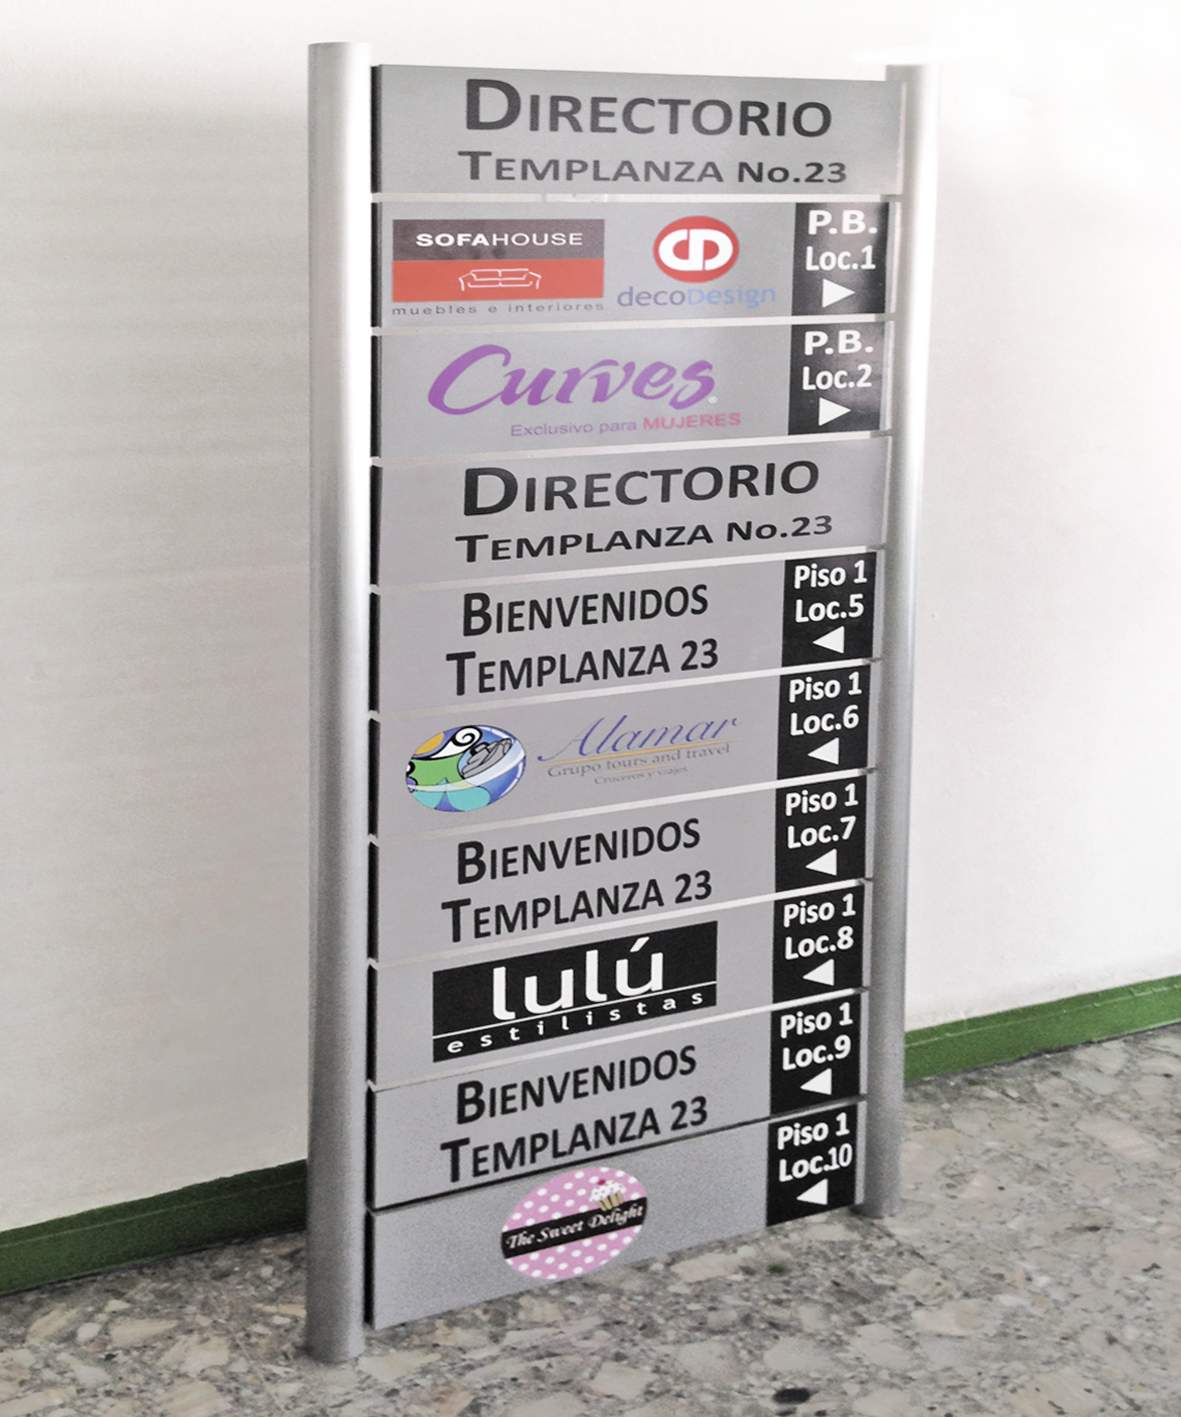 DIRECTORIO
TEMPLANZA No.23
SOFAHOUSE
muebles e interiores
CD
decoDesign
P.B.
Loc.1
Curves
Exclusivo para MUJERES
P.B.
Loc.2
DIRECTORIO
TEMPLANZA No.23
BIENVENIDOS
TEMPLANZA 23
Piso 1
Loc.5
Alamar
Grupo tours and travel
Cruceros y viajes
Piso 1
Loc.6
BIENVENIDOS
TEMPLANZA 23
Piso 1
Loc.7
lulú
estilistas
Piso 1
Loc.8
BIENVENIDOS
TEMPLANZA 23
Piso 1
Loc.9
The Sweet Delight
Piso 1
Loc.10